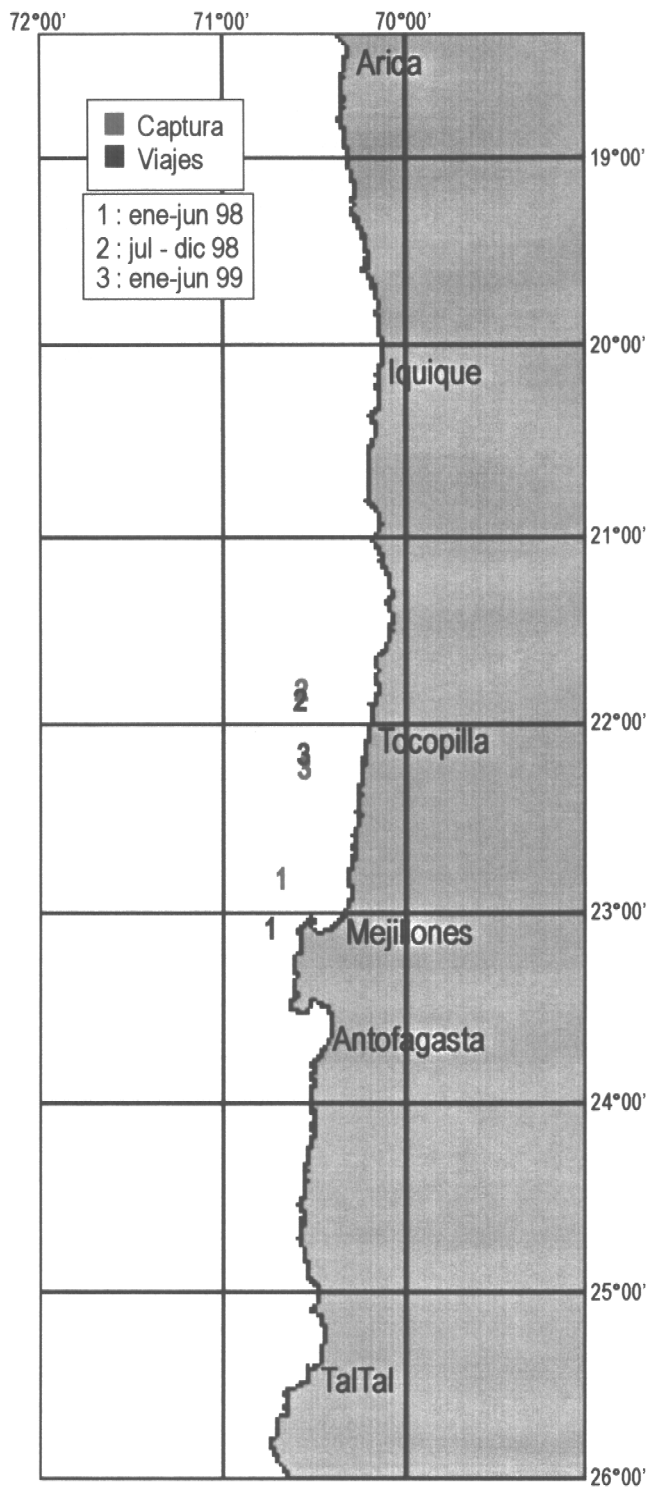 72°00' 71°00' 70°00'
Arica
Captura
Viajes
19°00'
1 : ene-jun 98
2 : jul - dic 98
3 : ene-jun 99
20°00'
Iquique
21°00'
2
2
22°00'
Tocopilla
3
3
1
23°00'
1
Mejillones
Antofagasta
24°00'
25°00'
TalTal
26°00'